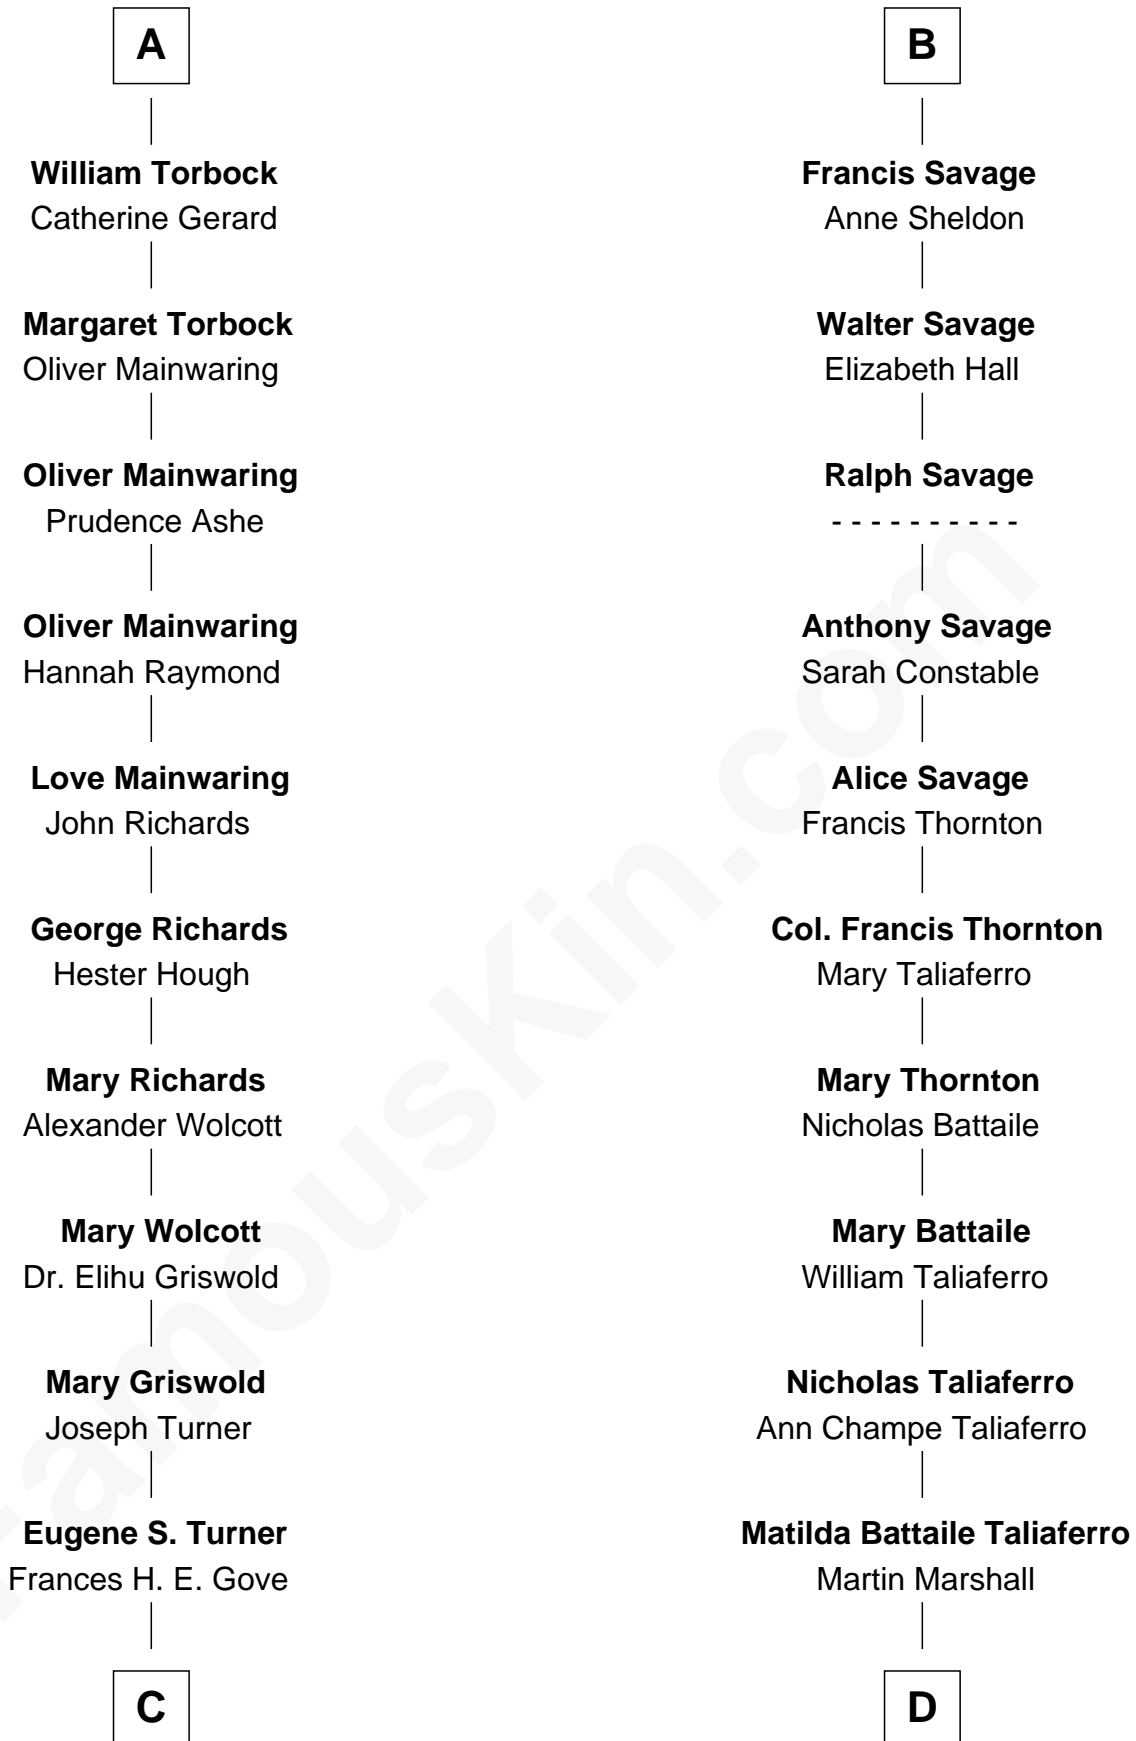 A
William Torbock
Catherine Gerard
Margaret Torbock
Oliver Mainwaring
Oliver Mainwaring
Prudence Ashe
Oliver Mainwaring
Hannah Raymond
Love Mainwaring
John Richards
George Richards
Hester Hough
Mary Richards
Alexander Wolcott
Mary Wolcott
Dr. Elihu Griswold
Mary Griswold
Joseph Turner
Eugene S. Turner
Frances H. E. Gove
C
B
Francis Savage
Anne Sheldon
Walter Savage
Elizabeth Hall
Ralph Savage
- - - - - - - - - -
Anthony Savage
Sarah Constable
Alice Savage
Francis Thornton
Col. Francis Thornton
Mary Taliaferro
Mary Thornton
Nicholas Battaile
Mary Battaile
William Taliaferro
Nicholas Taliaferro
Ann Champe Taliaferro
Matilda Battaile Taliaferro
Martin Marshall
D
FamousKin.com